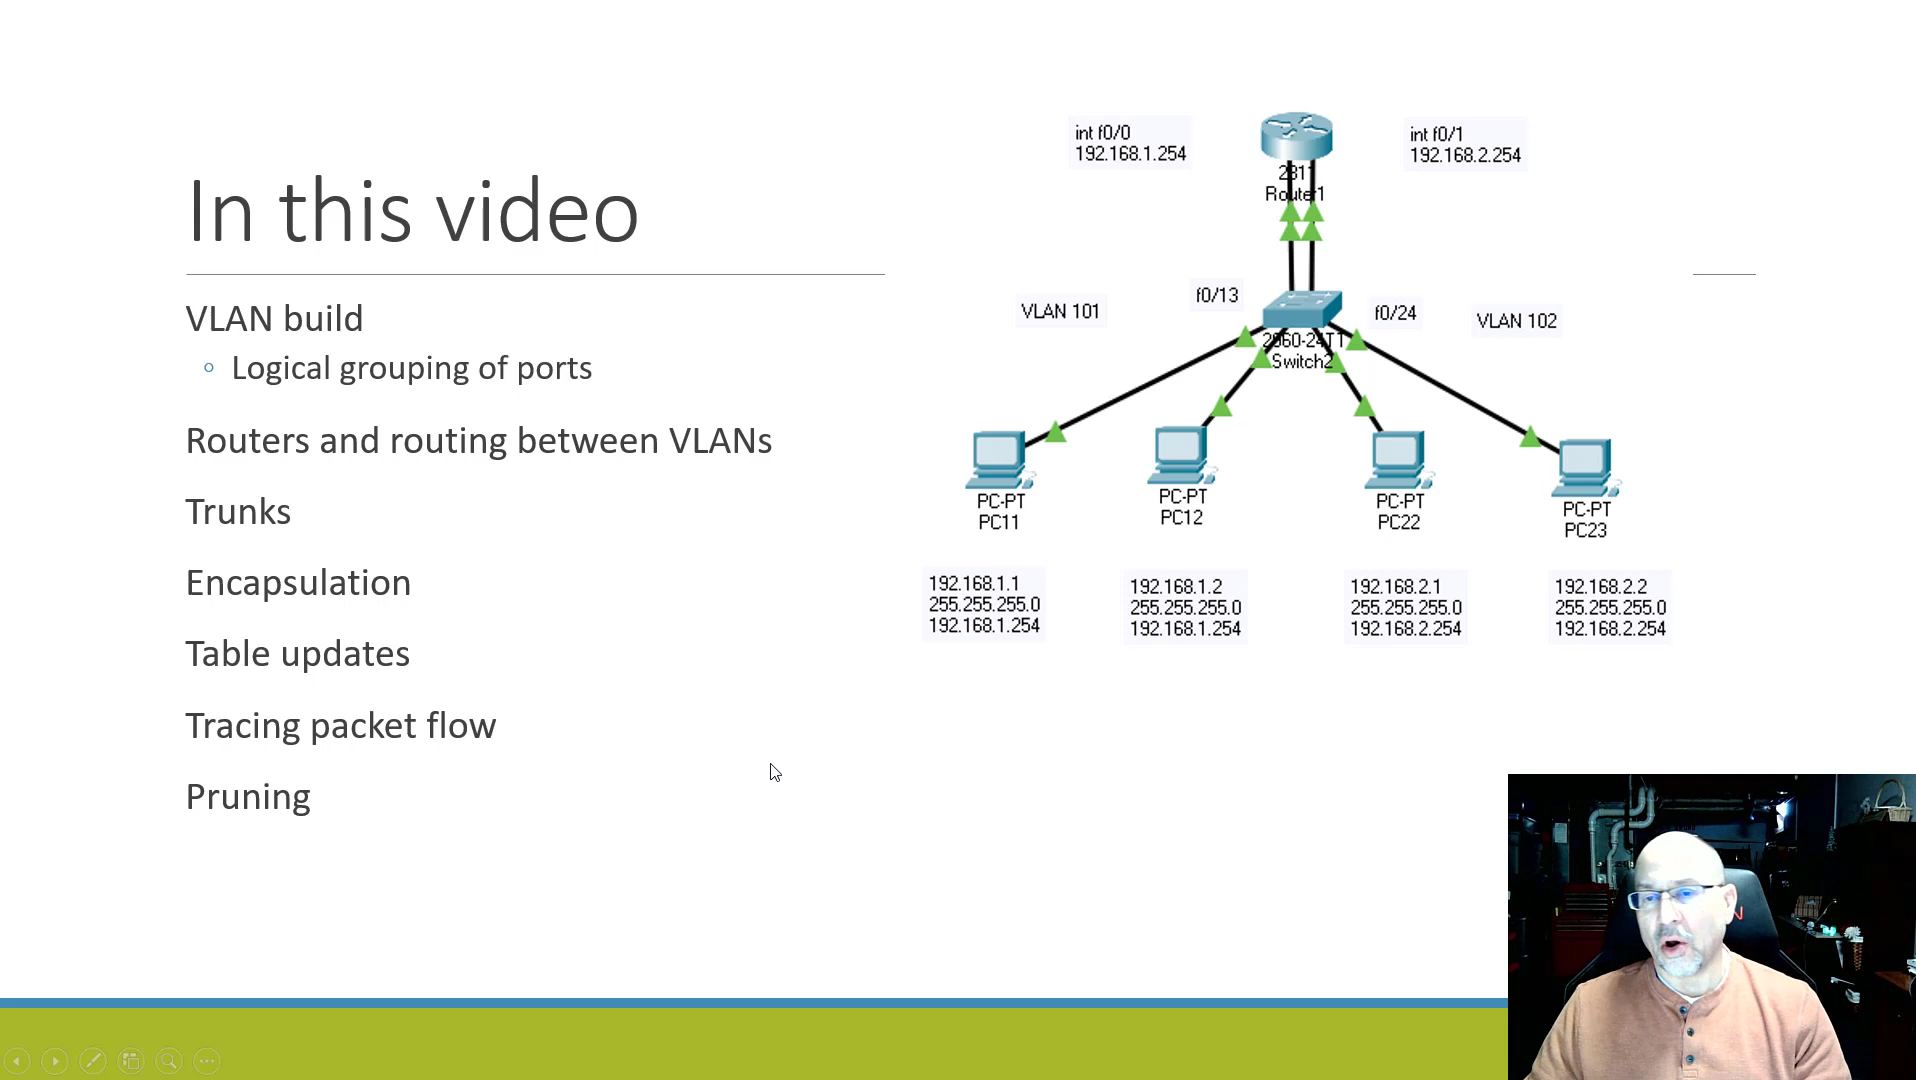 In this video
VLAN build
Logical grouping of ports
Routers and routing between VLANs
Trunks
Encapsulation
Table updates
Tracing packet flow
Pruning
int f0/0
192.168.1.254
int f0/1
192.168.2.254
2811
Router1
VLAN 101
f0/13
f0/24
VLAN 102
2960-24TT
Switch2
PC-PT
PC11
PC-PT
PC12
PC-PT
PC22
PC-PT
PC23
192.168.1.1
255.255.255.0
192.168.1.254
192.168.1.2
255.255.255.0
192.168.1.254
192.168.2.1
255.255.255.0
192.168.2.254
192.168.2.2
255.255.255.0
192.168.2.254